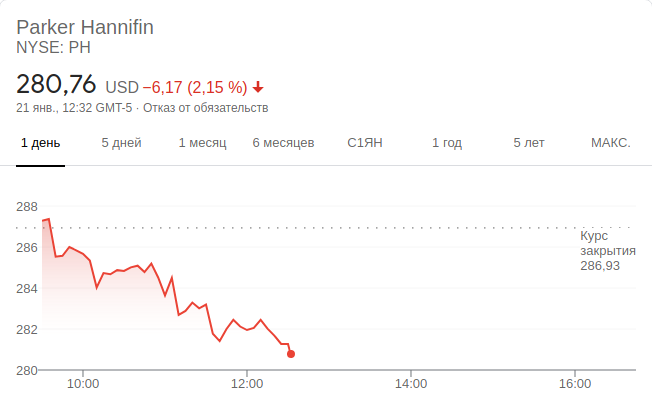 Parker Hannifin
NYSE: PH
280,76 USD −6,17 (2,15 %)
21 янв., 12:32 GMT-5 · Отказ от обязательств
1 день 5 дней 1 месяц 6 месяцев С1ЯН 1 год 5 лет МАКС.
288
286
284
282
280
Курс
закрытия
286,93
10:00 12:00 14:00 16:00